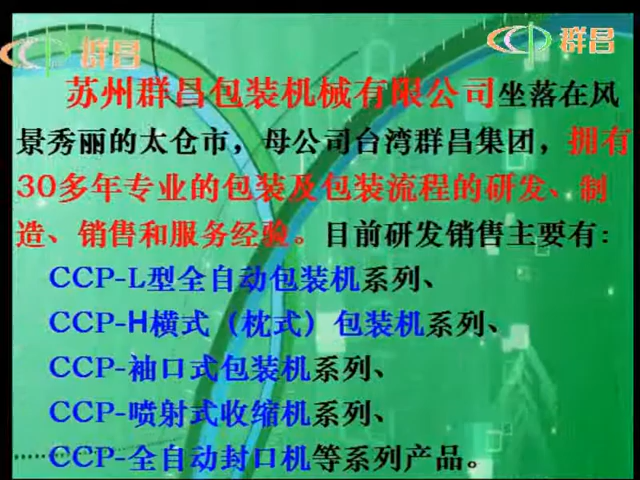 群昌
CCP 群昌
苏州群昌包装机械有限公司坐落在风
景秀丽的太仓市，母公司台湾群昌集团，拥有
30多年专业的包装及包装流程的研发、制
造、销售和服务经验。目前研发销售主要有:
CCP-L型全自动包装机系列、
CCP-H横式（枕式）包装机系列、
CCP-袖口式包装机系列、
CCP-喷射式收缩机系列、
CCP-全自动封口机等系列产品。